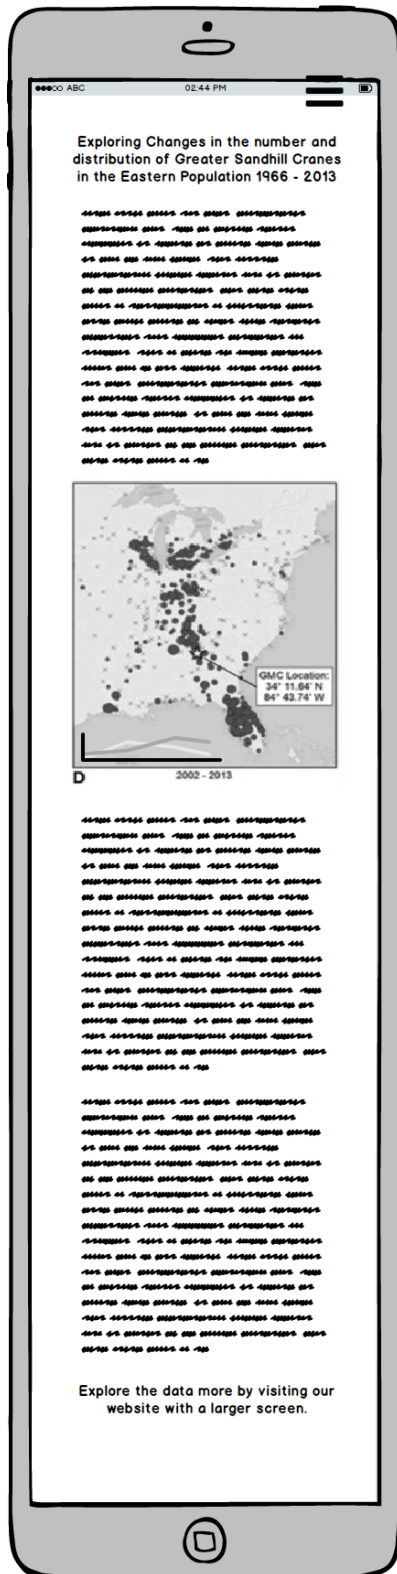 ABC
02:44 PM
Exploring Changes in the number and
distribution of Greater Sandhill Cranes
in the Eastern Population 1966 - 2013
GMC Location:
34° 11.64' N
84° 43.74' W
D
2002 - 2013
Explore the data more by visiting our
website with a larger screen.